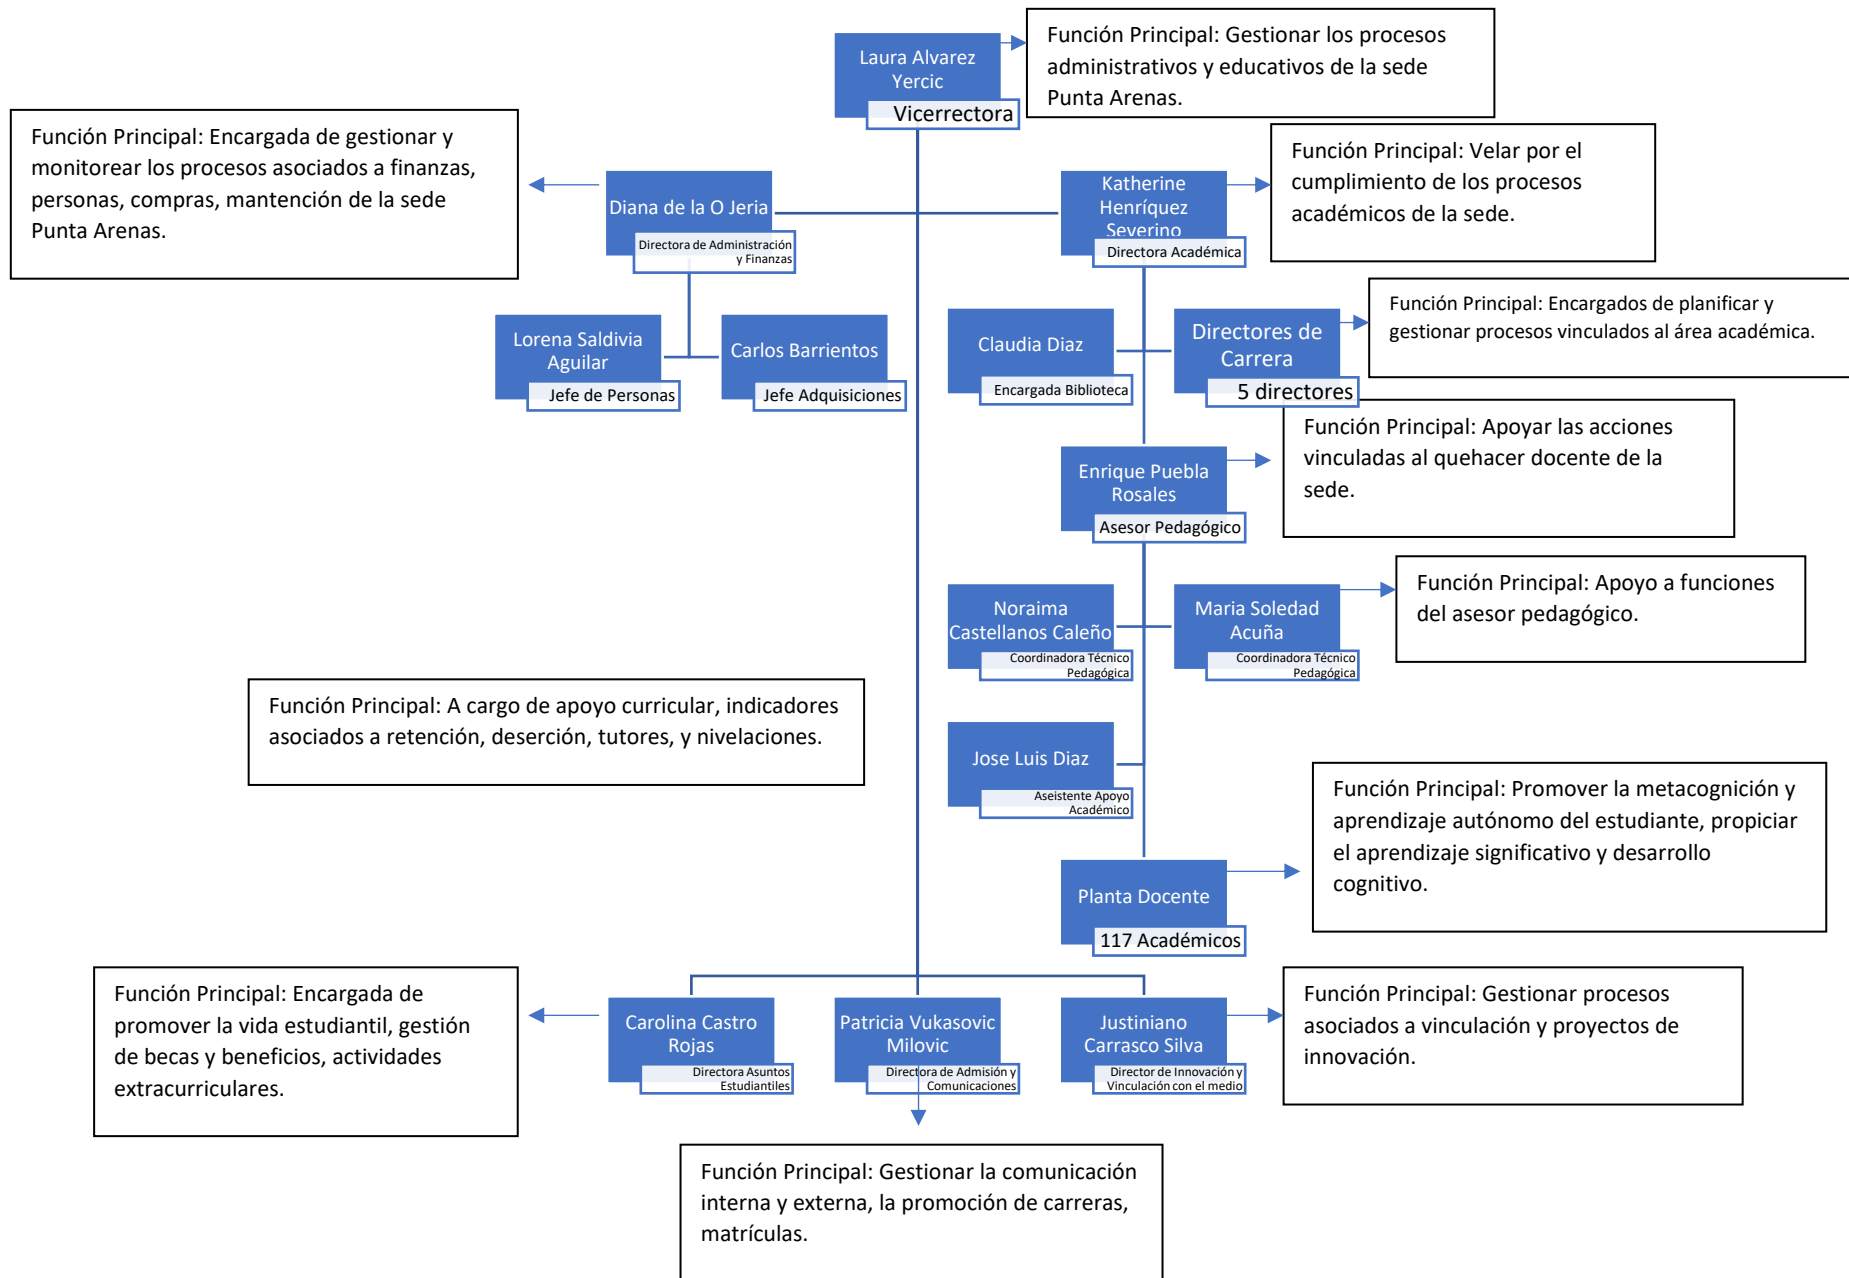 Laura Alvarez
Yercic
Vicerrectora
Función Principal: Gestionar los procesos
administrativos y educativos de la sede
Punta Arenas.
Función Principal: Encargada de gestionar y
monitorear los procesos asociados a finanzas,
personas, compras, mantención de la sede
Punta Arenas.
Diana de la O Jeria
Directora de Administración
y Finanzas
Katherine
Henríquez
Severino
Directora Académica
Función Principal: Velar por el
cumplimiento de los procesos
académicos de la sede.
Lorena Saldivia
Aguilar
Jefe de Personas
Carlos Barrientos
Jefe Adquisiciones
Claudia Diaz
Encargada Biblioteca
Directores de
Carrera
5 directores
Función Principal: Encargados de planificar y
gestionar procesos vinculados al área académica.
Enrique Puebla
Rosales
Asesor Pedagógico
Función Principal: Apoyar las acciones
vinculadas al quehacer docente de la
sede.
Noraima
Castellanos Caleño
Coordinadora Técnico
Pedagógica
Maria Soledad
Acuña
Coordinadora Técnico
Pedagógica
Función Principal: Apoyo a funciones
del asesor pedagógico.
Función Principal: A cargo de apoyo curricular, indicadores
asociados a retención, deserción, tutores, y nivelaciones.
Jose Luis Diaz
Aseistente Apoyo
Académico
Planta Docente
117 Académicos
Función Principal: Promover la metacognición y
aprendizaje autónomo del estudiante, propiciar
el aprendizaje significativo y desarrollo
cognitivo.
Función Principal: Encargada de
promover la vida estudiantil, gestión
de becas y beneficios, actividades
extracurriculares.
Carolina Castro
Rojas
Directora Asuntos
Estudiantiles
Patricia Vukasovic
Milovic
Directora de Admisión y
Comunicaciones
Justiniano
Carrasco Silva
Director de Innovación y
Vinculación con el medio
Función Principal: Gestionar procesos
asociados a vinculación y proyectos de
innovación.
Función Principal: Gestionar la comunicación
interna y externa, la promoción de carreras,
matrículas.